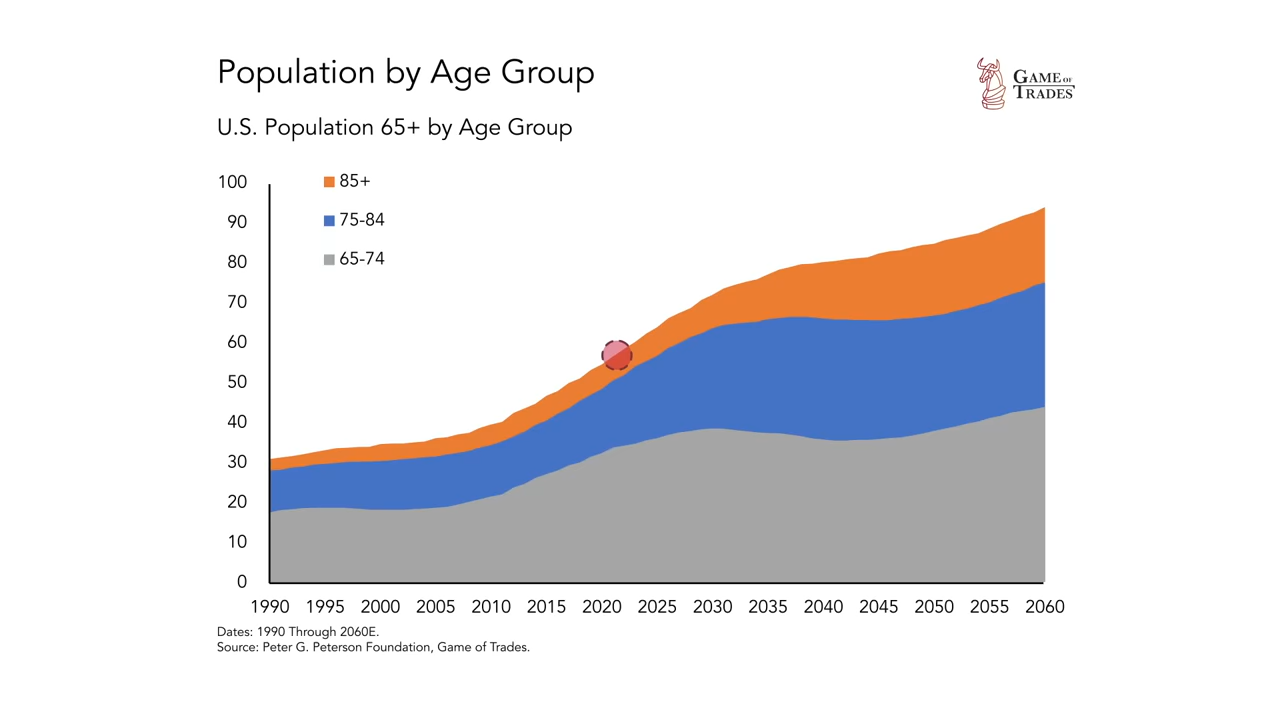 Population by Age Group
GAME OF
TRADES
U.S. Population 65+ by Age Group
85+
75-84
65-74
100
90
80
70
60
50
40
30
20
10
0
1990 1995 2000 2005 2010 2015 2020 2025 2030 2035 2040 2045 2050 2055 2060
Dates: 1990 Through 2060E.
Source: Peter G. Peterson Foundation, Game of Trades.